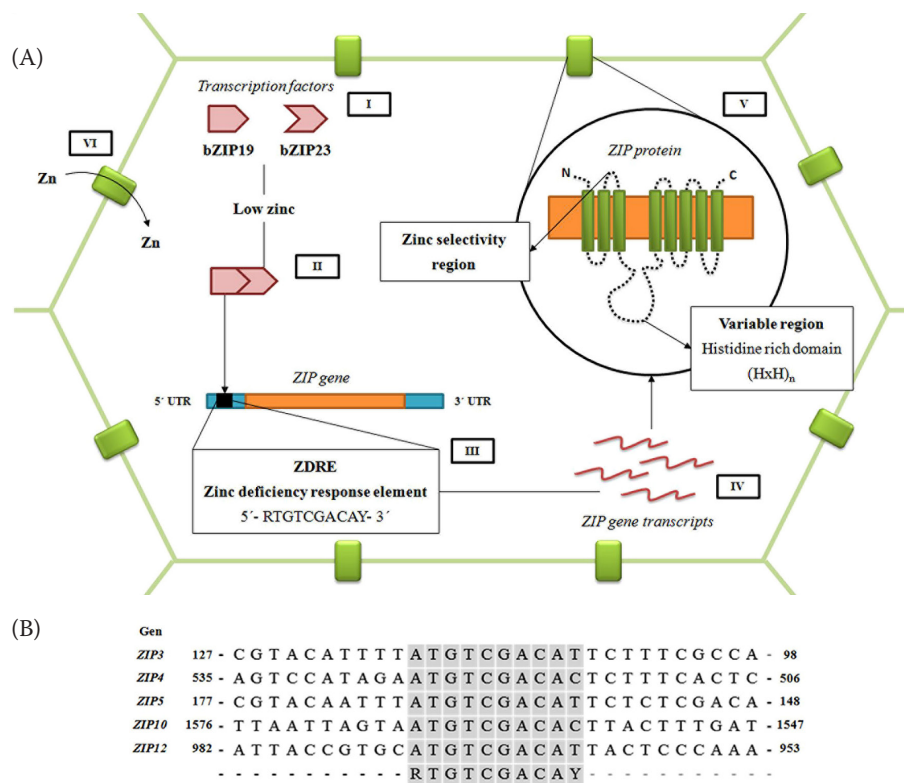 (A)
Transcription factors
I
bZIP19 bZIP23
VI
Zn
Zn
Low zinc
II
V
ZIP protein
N
C
Zinc selectivity
region
Variable region
Histidine rich domain
(HxH)n
ZIP gene
5´ UTR
3´ UTR
III
ZDRE
Zinc deficiency response element
5´- RTGTCGACAY- 3´
IV
ZIP gene transcripts
(B)
Gen
ZIP3 127 - C G T A C A T T T T A T G T C G A C A T T C T T T C G C C A - 98
ZIP4 535 - A G T C C A T A G A A T G T C G A C A C T C T T T C A C T C - 506
ZIP5 177 - C G T A C A A T T T A T G T C G A C A T T C T C T C G A C A - 148
ZIP10 1576 - T T A A T T A G T A A T G T C G A C A C T T A C T T T G A T - 1547
ZIP12 982 - A T T A C C G T G C A T G T C G A C A T T A C T C C C A A A - 953
- - - - - - - - - - - R T G T C G A C A Y - - - - - - - - - - -